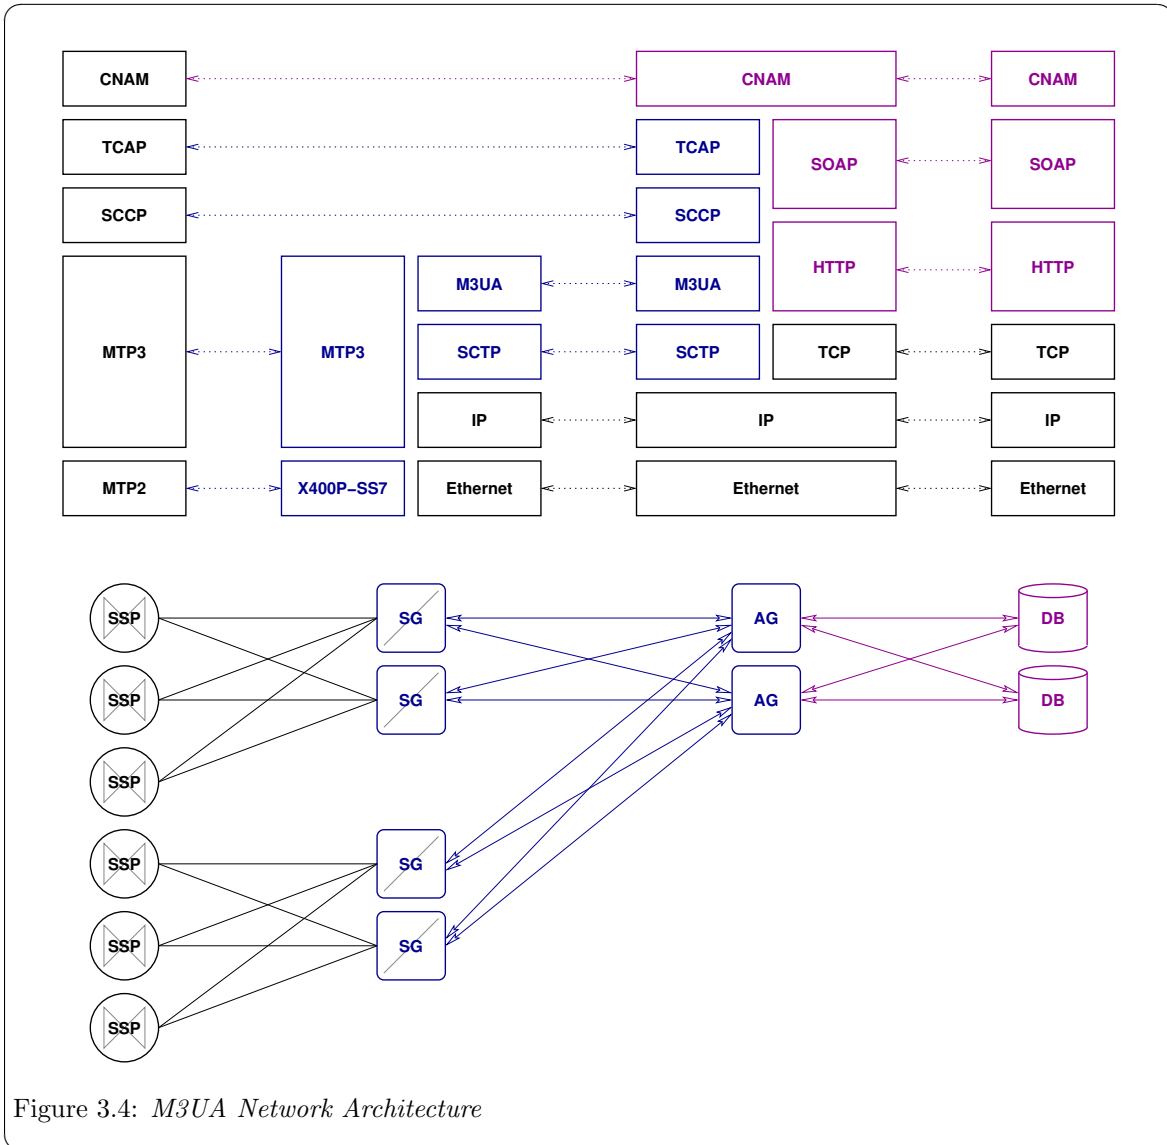 CNAM CNAM CNAM
TCAP TCAP SOAP SOAP
SCCP SCCP
HTTP HTTP
M3UA M3UA
MTP3 MTP3 SCTP SCTP TCP TCP
IP IP IP
MTP2 X400P−SS7 Ethernet Ethernet Ethernet
SSP SG AG DB
SSP SG AG DB
SSP
SSP SG
SSP SG
SSP
Figure 3.4: M3UA Network Architecture